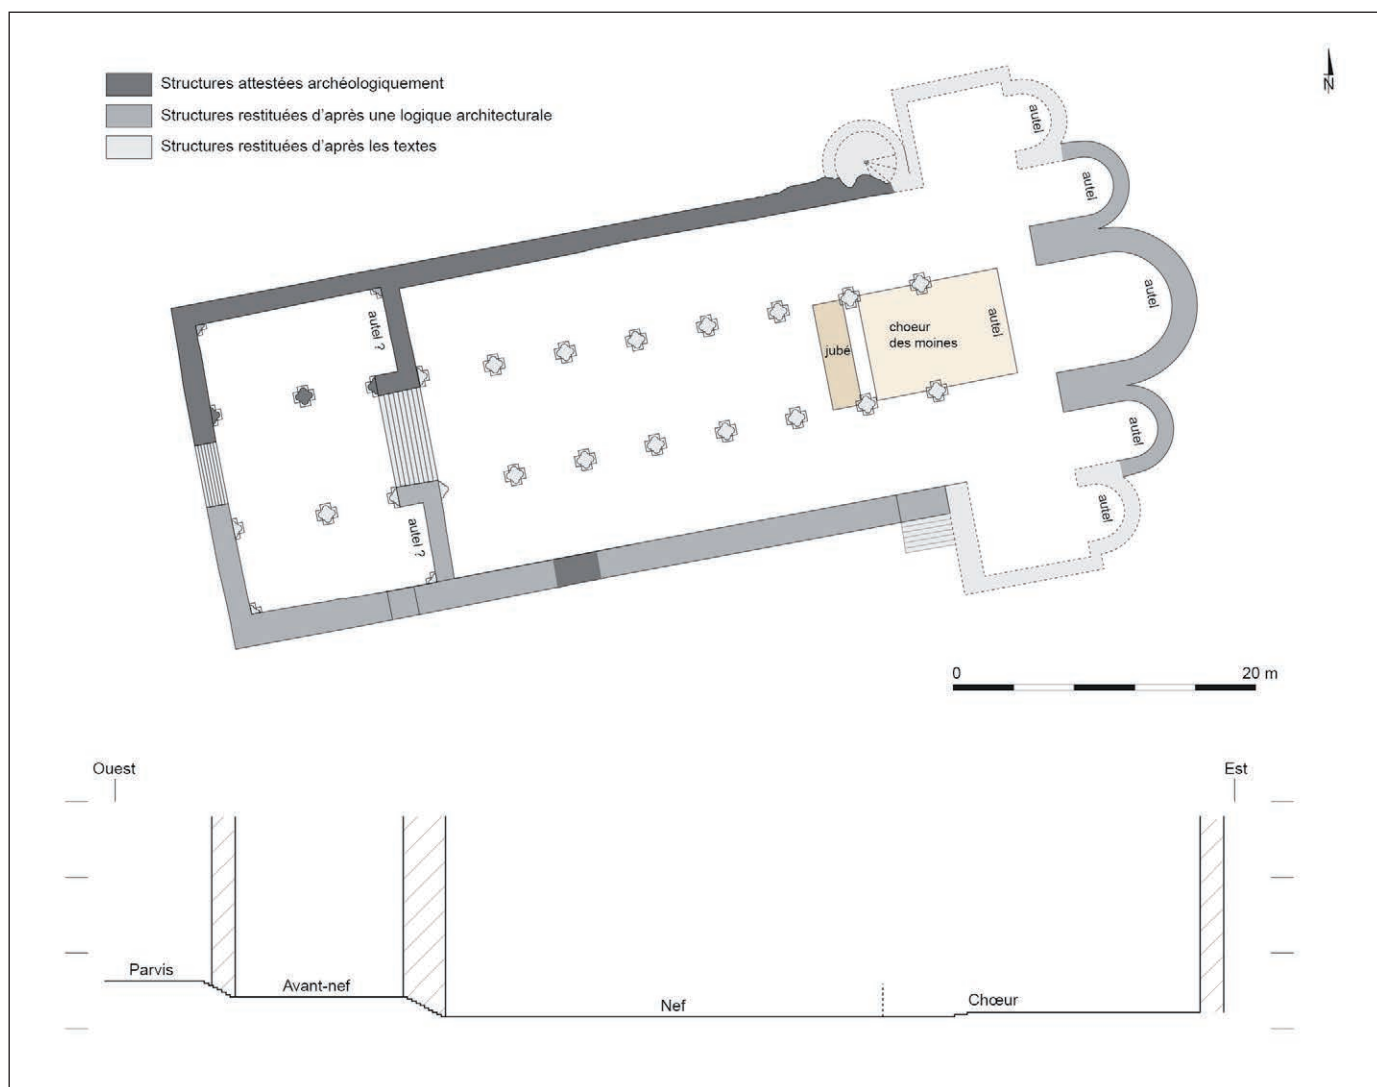 Structures attestées archéologiquement
Structures restituées d'après une logique architecturale
Structures restituées d'après les textes
N
autel
autel
autel
autel
autel
autel
choeur
des moines
jubé
autel ?
autel ?
0 20 m
Ouest
Est
Parvis
Avant-nef
Nef
Chœur